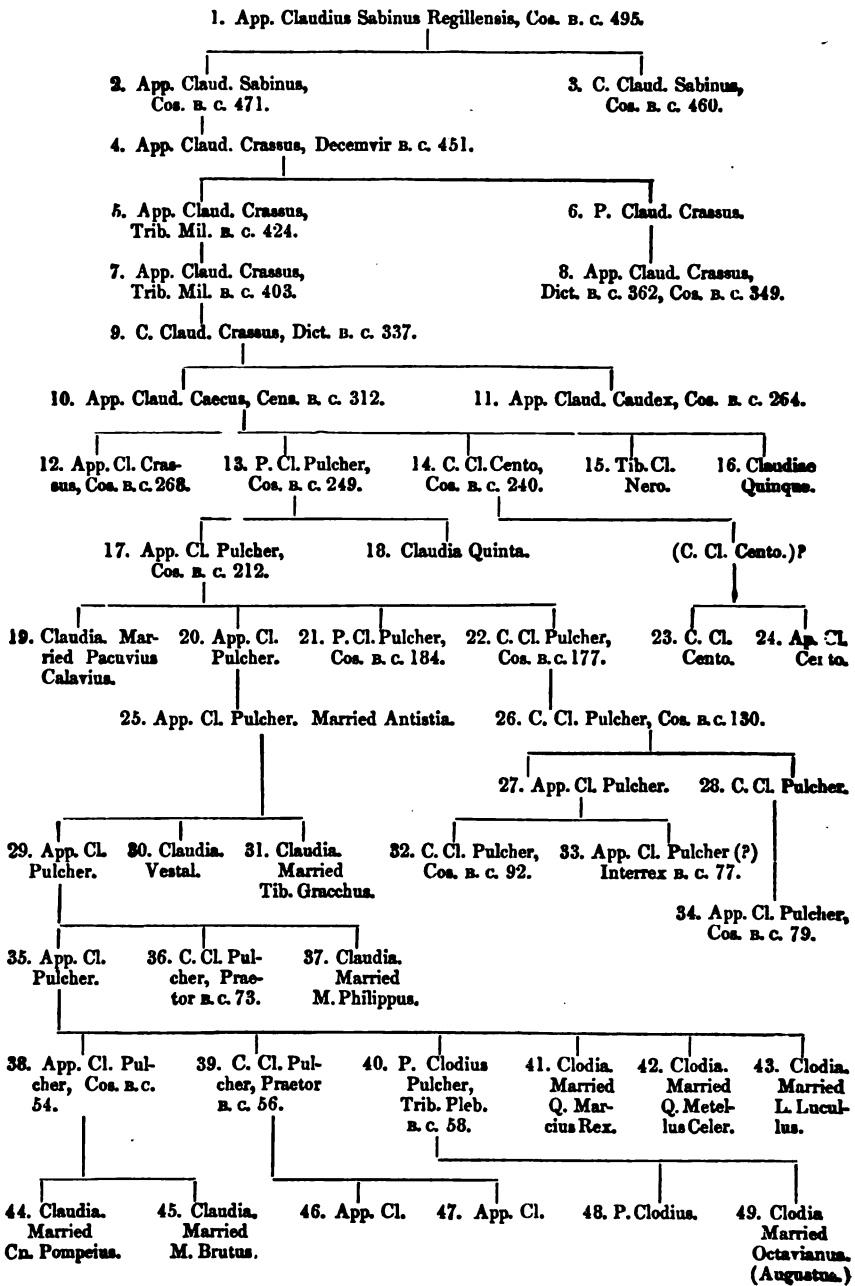 1. App. Claudius Sabinus Regillensis, Cos. B. C. 495.
2. App. Claud. Sabinus,
Cos. B. C. 471.
3. C. Claud. Sabinus,
Cos. B. C. 460.
4. App. Claud. Crassus, Decemvir B. C. 451.
5. App. Claud. Crassus,
Trib. Mil. B. C. 424.
6. P. Claud. Crassus.
7. App. Claud. Crassus,
Trib. Mil. B. C. 403.
8. App. Claud. Crassus,
Dict. B. C. 362, Cos. B. C. 349.
9. C. Claud. Crassus, Dict. B. C. 337.
10. App. Claud. Caecus, Cens. B. C. 312.
11. App. Claud. Caudex, Cos. B. C. 264.
12. App. Cl. Cras-
sus, Cos. B. C. 268.
13. P. Cl. Pulcher,
Cos. B. C. 249.
14. C. Cl. Cento,
Cos. B. C. 240.
15. Tib. Cl.
Nero.
16. Claudiae
Quinque.
17. App. Cl. Pulcher,
Cos. B. C. 212.
18. Claudia Quinta.
(C. Cl. Cento.)?
19. Claudia. Mar-
ried Pacuvius
Calavius.
20. App. Cl.
Pulcher.
21. P. Cl. Pulcher,
Cos. B. C. 184.
22. C. Cl. Pulcher,
Cos. B. C. 177.
23. C. Cl.
Cento.
24. Ap. Cl.
Cento.
25. App. Cl. Pulcher. Married Antistia.
26. C. Cl. Pulcher, Cos. B. C. 130.
27. App. Cl. Pulcher.
28. C. Cl. Pulcher.
29. App. Cl.
Pulcher.
30. Claudia.
Vestal.
31. Claudia.
Married
Tib. Gracchus.
32. C. Cl. Pulcher,
Cos. B. C. 92.
33. App. Cl. Pulcher (?)
Interrex B. C. 77.
34. App. Cl. Pulcher,
Cos. B. C. 79.
35. App. Cl.
Pulcher.
36. C. Cl. Pul-
cher, Prae-
tor B. C. 73.
37. Claudia.
Married
M. Philippus.
38. App. Cl. Pul-
cher, Cos. B. C.
54.
39. C. Cl. Pul-
cher, Praetor
B. C. 56.
40. P. Clodius
Pulcher,
Trib. Pleb.
B. C. 58.
41. Clodia.
Married
Q. Mar-
cius Rex.
42. Clodia.
Married
Q. Metel-
lus Celer.
43. Clodia.
Married
L. Lucul-
lus.
44. Claudia.
Married
Cn. Pompeius.
45. Claudia.
Married
M. Brutus.
46. App. Cl.
47. App. Cl.
48. P. Clodius.
49. Clodia
Married
Octavianus.
(Augustus.)